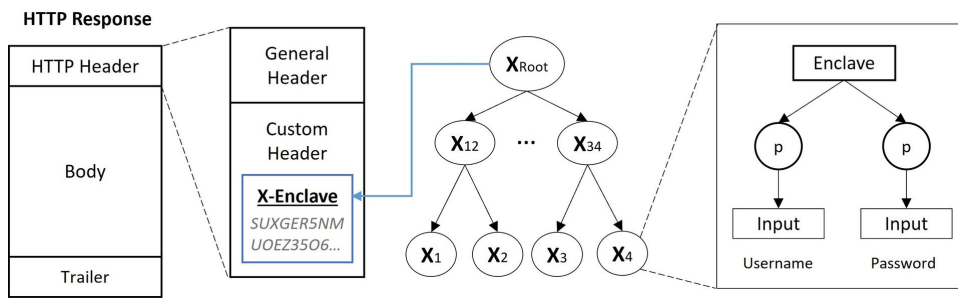 HTTP Response
HTTP Header
Body
Trailer
General
Header
Custom
Header
X-Enclave
SUXGER5NM
UOEZ35O6...
XRoot
X12 ... X34
X1 X2 X3 X4
Enclave
p p
Input Input
Username Password